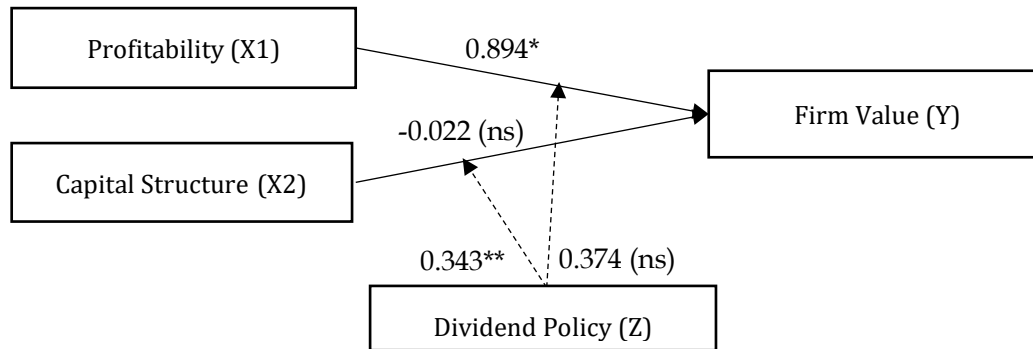 Profitability (X1)
0.894*
Firm Value (Y)
-0.022 (ns)
Capital Structure (X2)
0.343**
0.374 (ns)
Dividend Policy (Z)